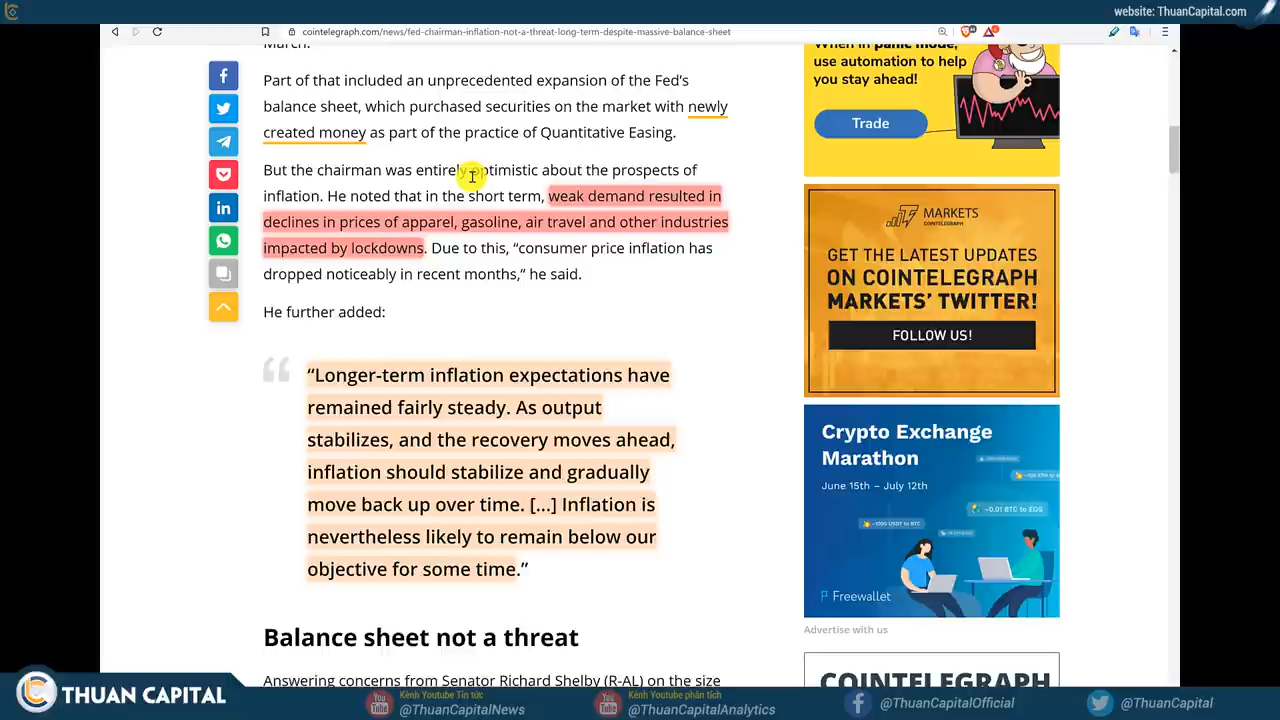 website: ThuanCapital.com
cointelegraph.com/news/fed-chairman-inflation-not-a-threat-long-term-despite-massive-balance-sheet
March.
Part of that included an unprecedented expansion of the Fed's
balance sheet, which purchased securities on the market with newly
created money as part of the practice of Quantitative Easing.
But the chairman was entirely optimistic about the prospects of
inflation. He noted that in the short term, weak demand resulted in
declines in prices of apparel, gasoline, air travel and other industries
impacted by lockdowns. Due to this, “consumer price inflation has
dropped noticeably in recent months,” he said.
He further added:
“Longer-term inflation expectations have
remained fairly steady. As output
stabilizes, and the recovery moves ahead,
inflation should stabilize and gradually
move back up over time. [...] Inflation is
nevertheless likely to remain below our
objective for some time.”
Balance sheet not a threat
Answering concerns from Senator Richard Shelby (R-AL) on the size
When in panic mode,
use automation to help
you stay ahead!
Trade
MARKETS
COINTELEGRAPH
GET THE LATEST UPDATES
ON COINTELEGRAPH
MARKETS' TWITTER!
FOLLOW US!
Crypto Exchange
Marathon
June 15th – July 12th
~0.01 BTC to EOS
~1000 USDT to BTC
Freewallet
Advertise with us
COINTELEGRAPH
THUAN CAPITAL
Kênh Youtube Tin tức
@ThuanCapitalNews
Kênh Youtube phân tích
@ThuanCapitalAnalytics
@ThuanCapitalOfficial
@ThuanCapital